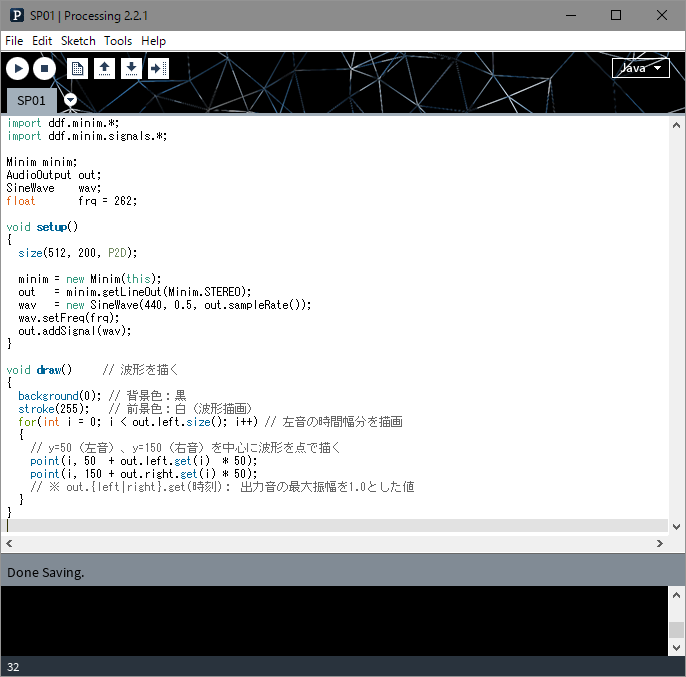 SP01 | Processing 2.2.1
File Edit Sketch Tools Help
Java
SP01
import ddf.minim.*;
import ddf.minim.signals.*;
Minim minim;
AudioOutput out;
SineWave    wav;
float       frq = 262;
void setup()
{
  size(512, 200, P2D);
  minim = new Minim(this);
  out   = minim.getLineOut(Minim.STEREO);
  wav   = new SineWave(440, 0.5, out.sampleRate());
  wav.setFreq(frq);
  out.addSignal(wav);
}
void draw()     // 波形を描く
{
  background(0); // 背景色：黒
  stroke(255);   // 前景色：白（波形描画）
  for(int i = 0; i < out.left.size(); i++) // 左音の時間幅分を描画
  {
    // y=50（左音）、y=150（右音）を中心に波形を点で描く
    point(i, 50  + out.left.get(i)  * 50);
    point(i, 150 + out.right.get(i) * 50);
    // ※ out.{left|right}.get(時刻)： 出力音の最大振幅を1.0とした値
  }
}
Done Saving.
32